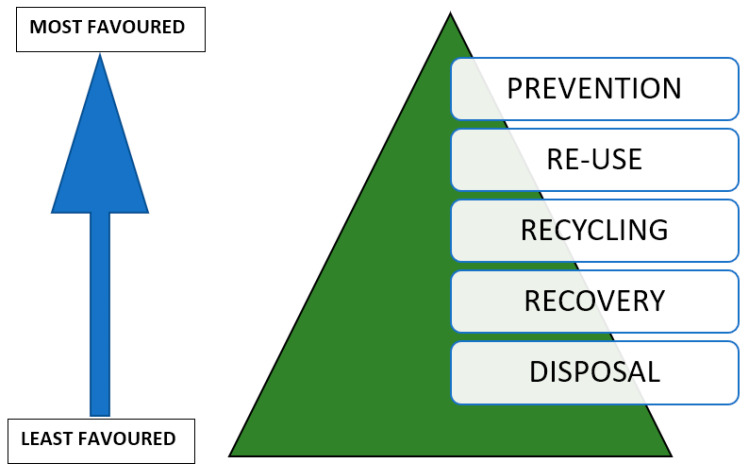 MOST FAVOURED
PREVENTION
RE-USE
RECYCLING
RECOVERY
DISPOSAL
LEAST FAVOURED